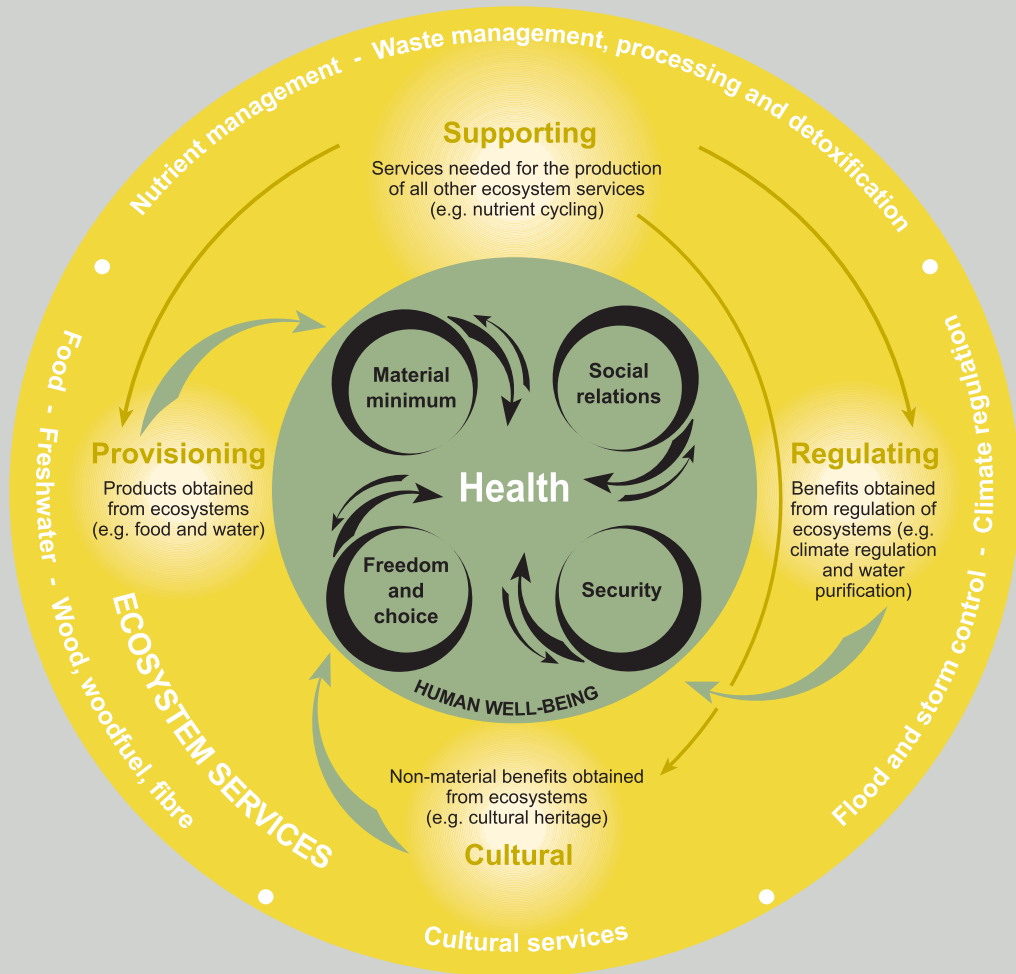 Nutrient management - Waste management, processing and detoxification
Supporting
Services needed for the production
of all other ecosystem services
(e.g. nutrient cycling)
Food - Freshwater - Wood, woodfuel, fibre
Provisioning
Products obtained
from ecosystems
(e.g. food and water)
Material
minimum
Social
relations
Health
Freedom
and
choice
Security
HUMAN WELL-BEING
Regulating
Benefits obtained
from regulation of
ecosystems (e.g.
climate regulation
and water
purification)
Flood and storm control - Climate regulation
ECOSYSTEM SERVICES
Non-material benefits obtained
from ecosystems
(e.g. cultural heritage)
Cultural
Cultural services